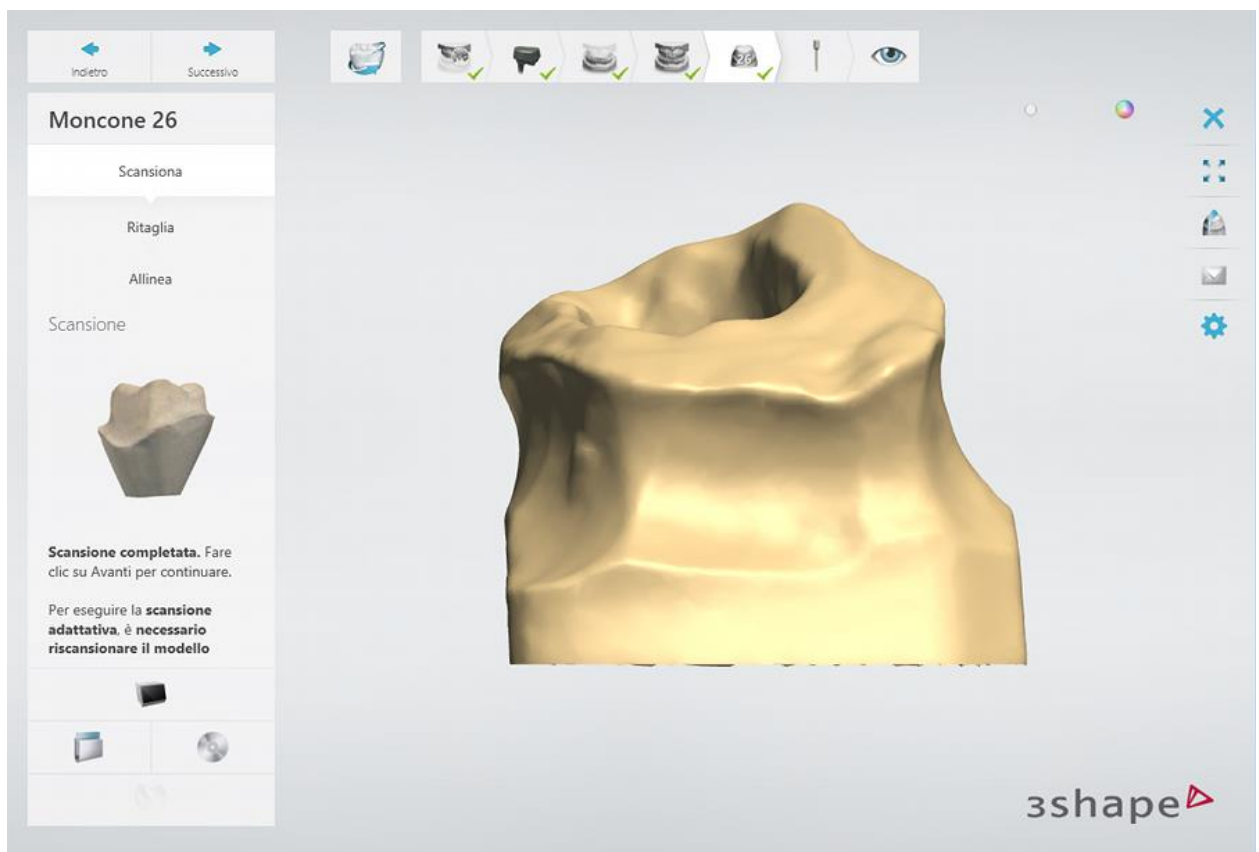 Indietro
Successivo
26
Moncone 26
Scansiona
Ritaglia
Allinea
Scansione
Scansione completata. Fare
clic su Avanti per continuare.
Per eseguire la scansione
adattativa, è necessario
riscansionare il modello
3shape